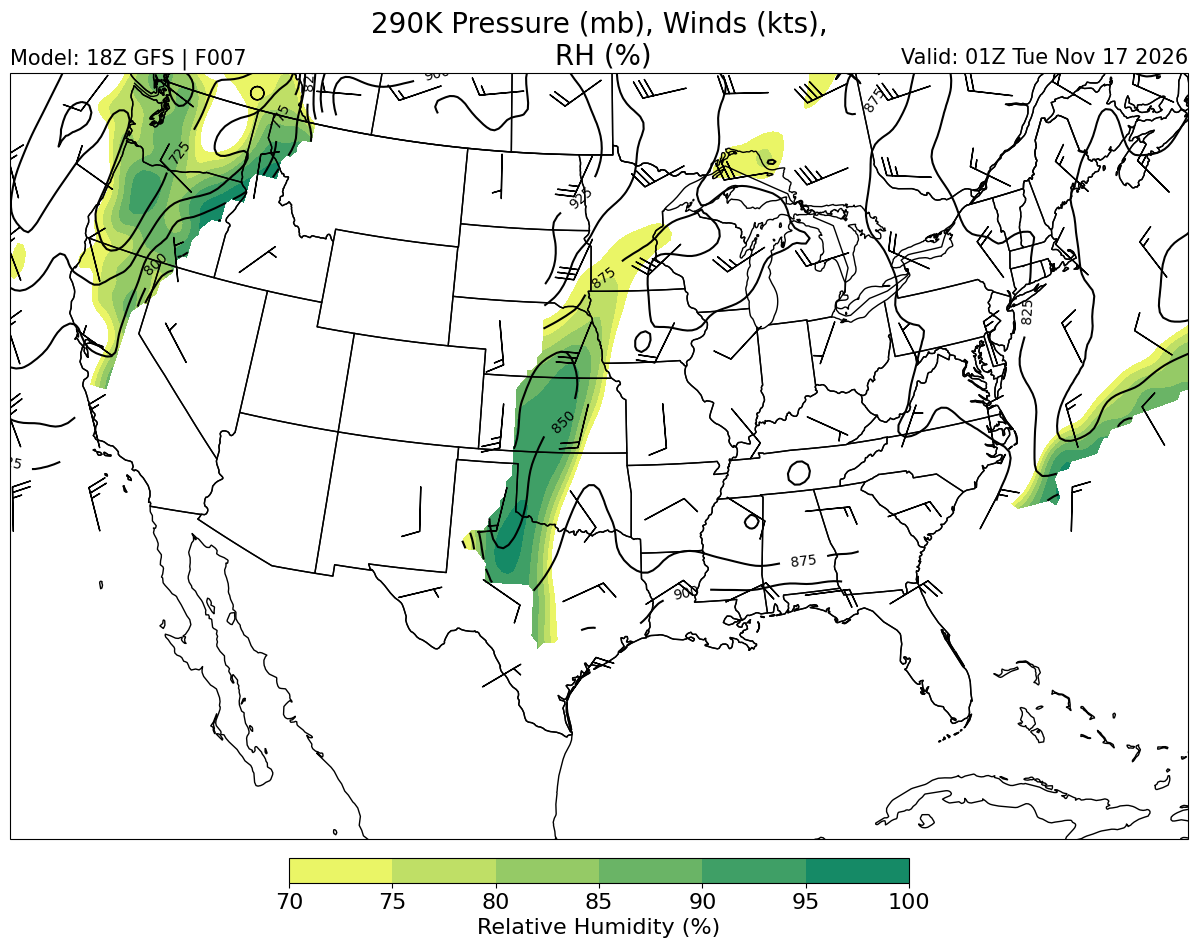 290K Pressure (mb), Winds (kts),
RH (%)
Model: 18Z GFS | F007
Valid: 01Z Tue Nov 17 2026
900
875
775
725
925
800
875
825
850
875
900
70 75 80 85 90 95 100
Relative Humidity (%)